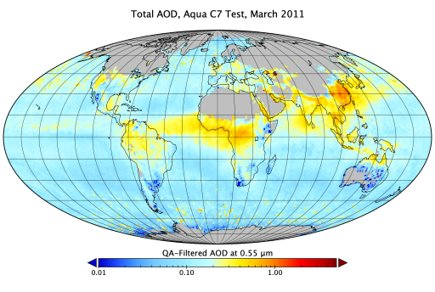 Total AOD, Aqua C7 Test, March 2011
QA-Filtered AOD at 0.55 µm
0.01 0.10 1.00